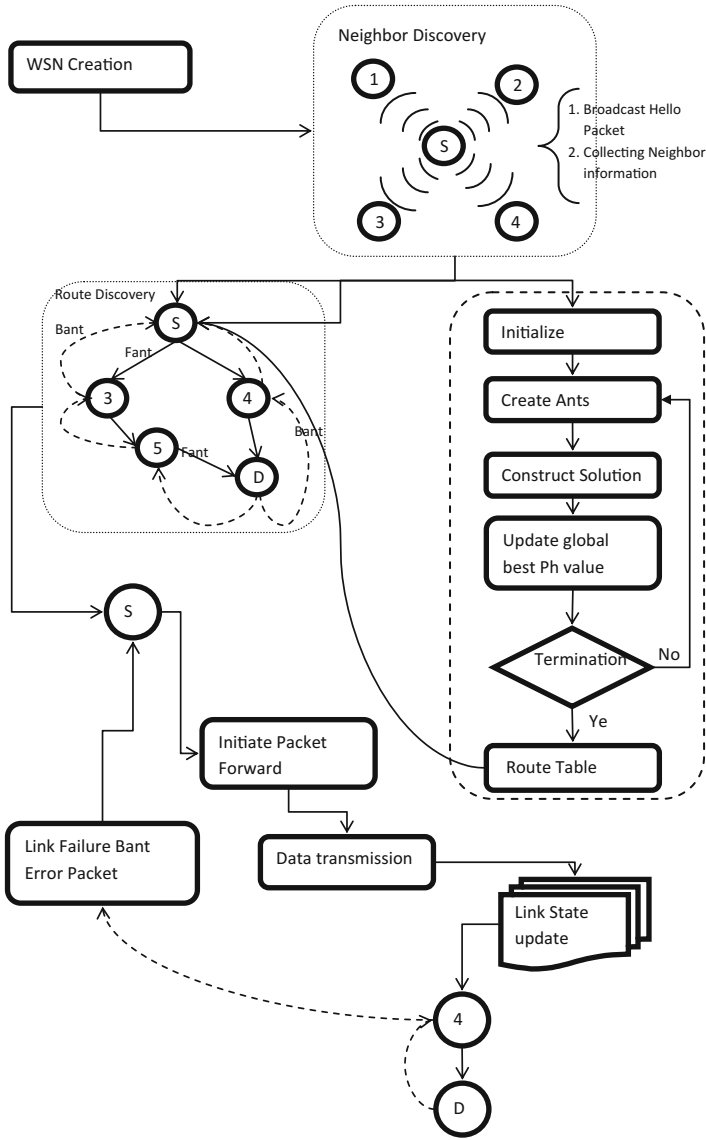 WSN Creation
Neighbor Discovery
1
2
S
3
4
1. Broadcast Hello
Packet
2. Collecting Neighbor
information
Route Discovery
S
Bant
Fant
3
4
Bant
5
Fant
D
Initialize
Create Ants
Construct Solution
Update global
best Ph value
Termination
No
Ye
Route Table
S
Initiate Packet
Forward
Link Failure Bant
Error Packet
Data transmission
Link State
update
4
D